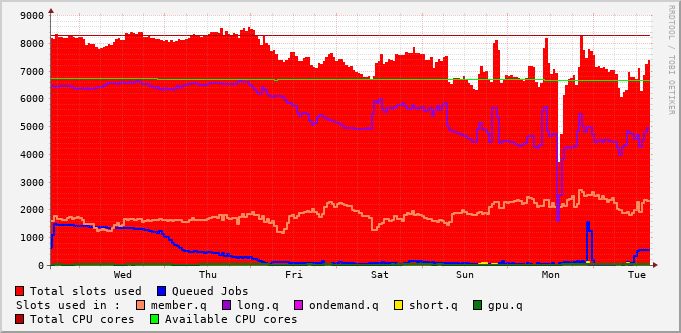 9000
8000
7000
6000
5000
4000
3000
2000
1000
0
Wed Thu Fri Sat Sun Mon Tue
RRDTOOL / TOBI OETIKER
Total slots used Queued Jobs
Slots used in : member.q long.q ondemand.q short.q gpu.q
Total CPU cores Available CPU cores